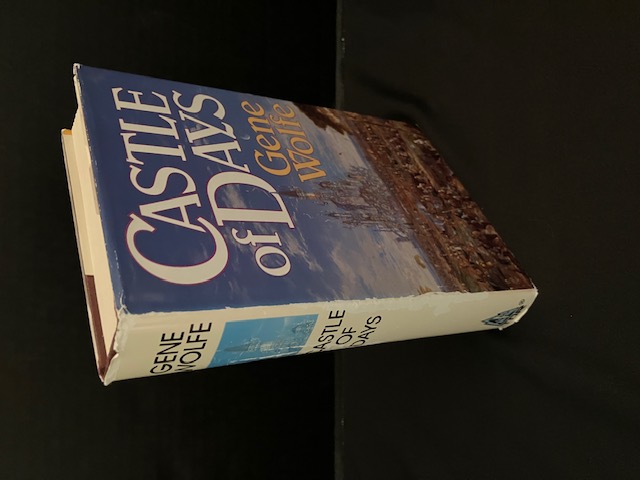 CASTLE
of DAYS
Gene
Wolfe
GENE
WOLFE
CASTLE
OF
DAYS